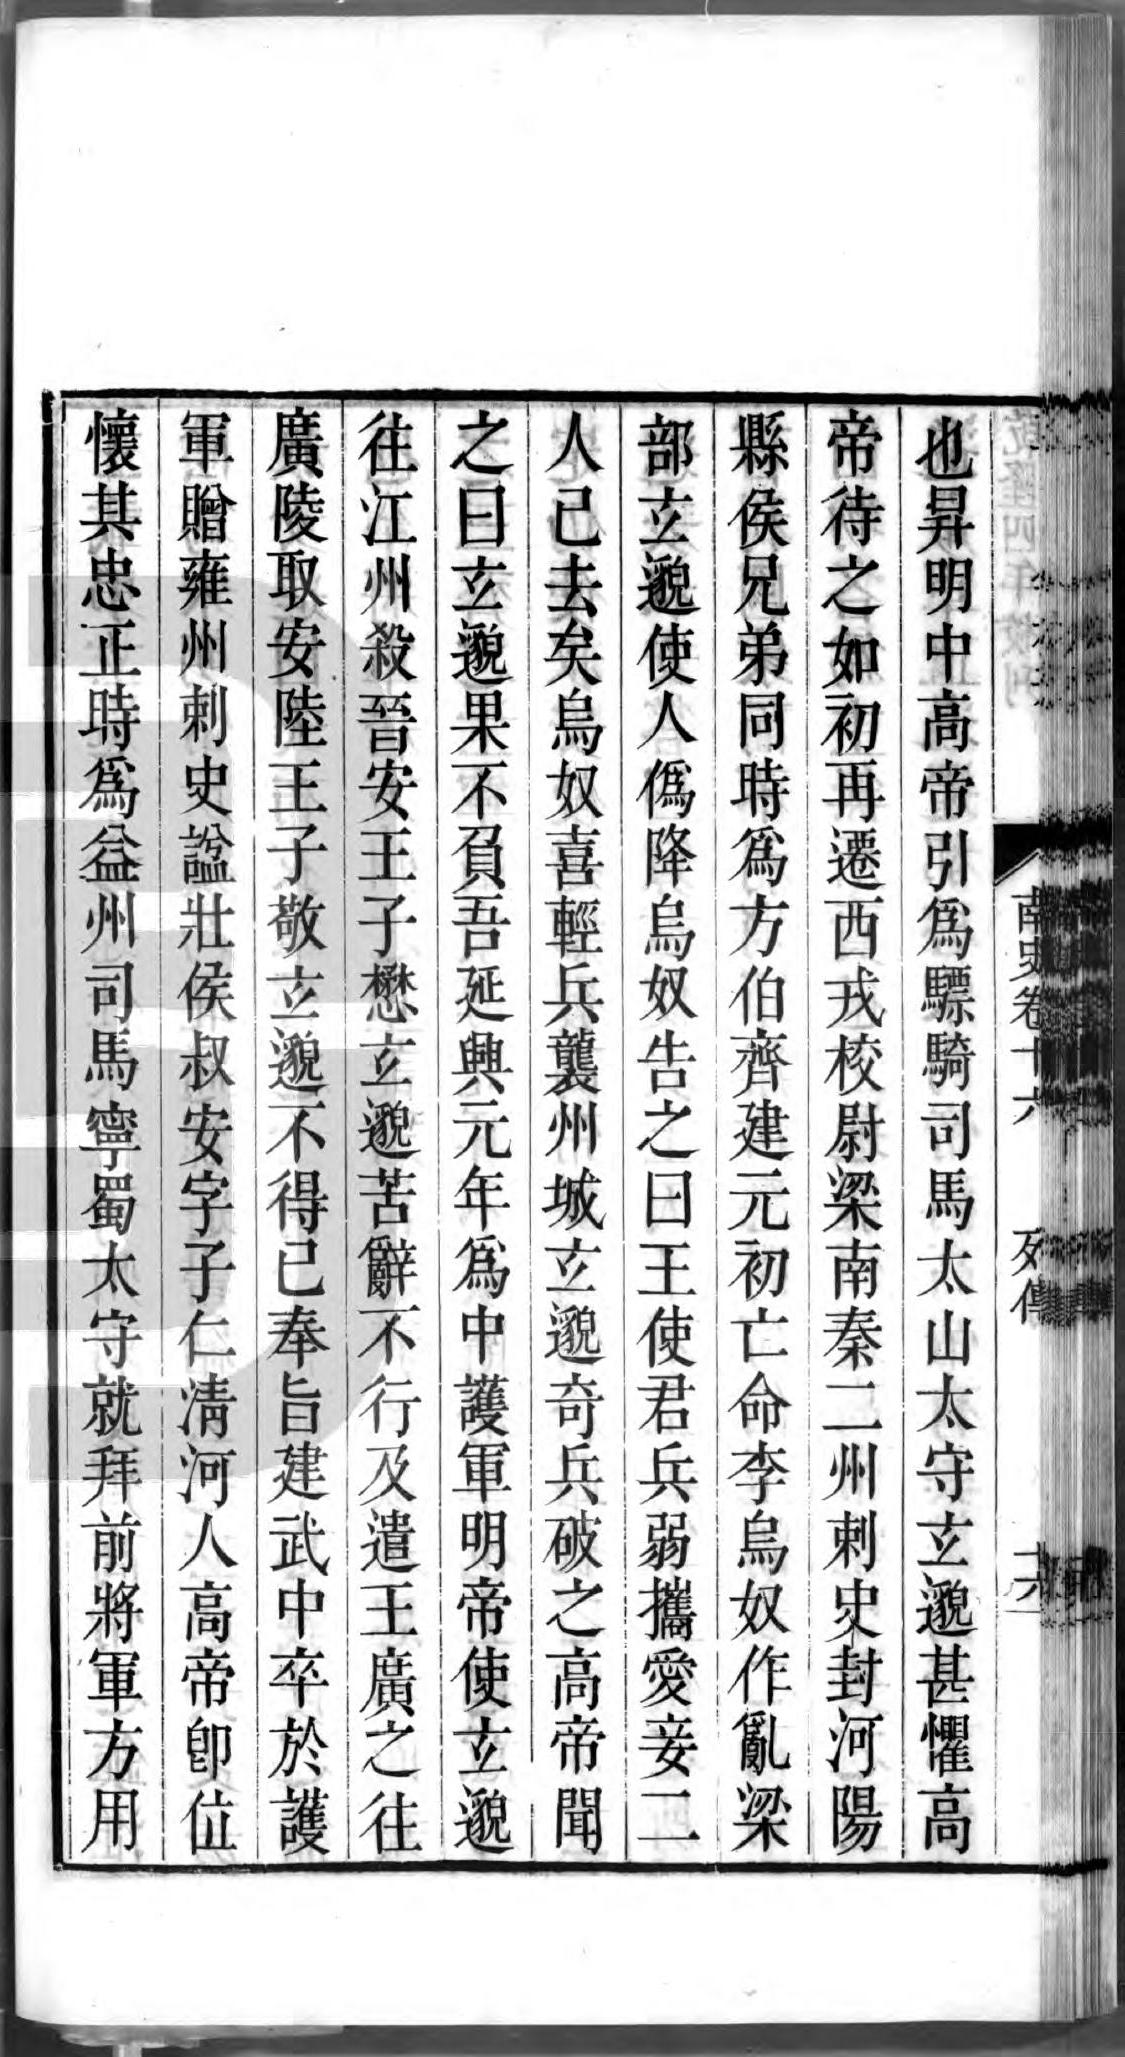 也昇明中高帝引爲驃騎司馬太山太守立邈甚懼高
帝待之如初再遷西戎校尉梁南秦二州刺史封河陽
縣侯兄弟同時爲方伯齊建元初亡命李烏奴作亂梁
部立邈使人僞降烏奴告之曰王使君兵弱攜愛妾二
人已去矣烏奴喜輕兵襲州城立邈奇兵破之高帝聞
之曰立邈果不負吾延興元年爲中護軍明帝使立邈
往江州殺晉安王子懋立邈苦辭不行及遣王廣之往
廣陵取安陸王子敬立邈不得已奉旨建武中卒於護
軍贈雍州刺史諡壯侯叔安字子仁清河人高帝卽位
懷其忠正時爲益州司馬寧蜀太守就拜前將軍方用
南史卷十六 列傳 六